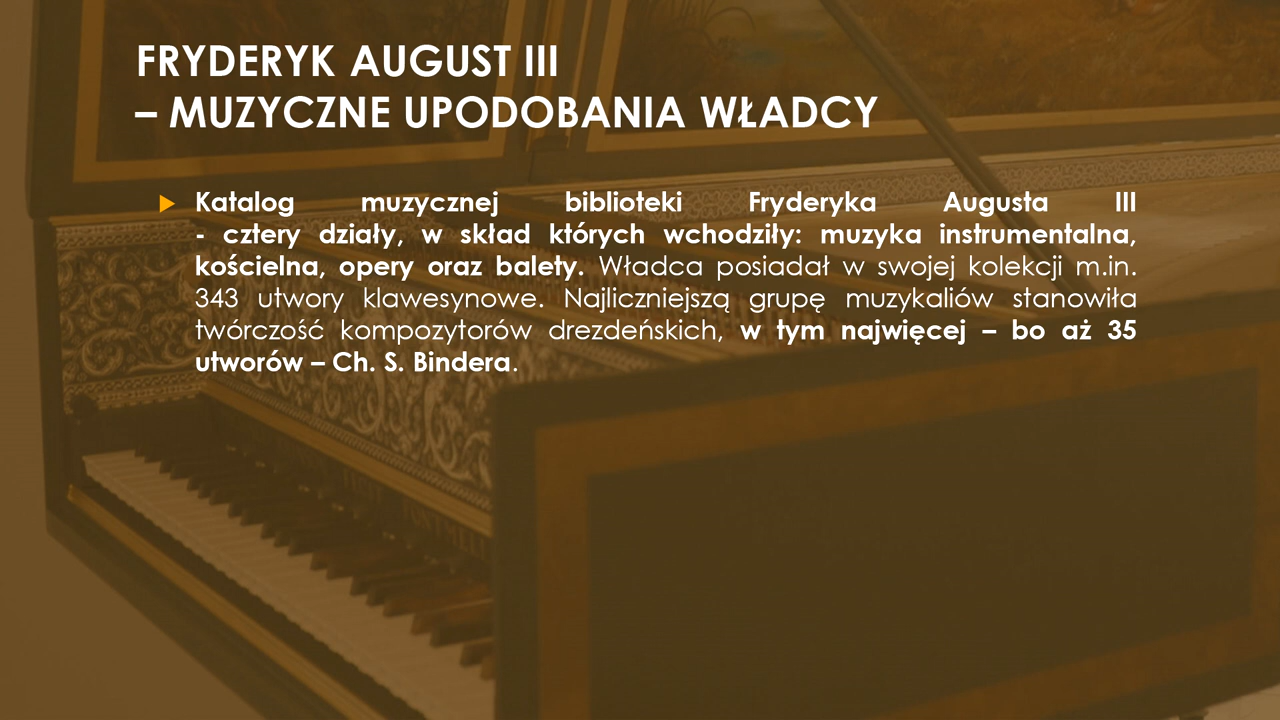 FRYDERYK AUGUST III
– MUZYCZNE UPODOBANIA WŁADCY
Katalog muzycznej biblioteki Fryderyka Augusta III
- cztery działy, w skład których wchodziły: muzyka instrumentalna,
kościelna, opery oraz balety. Władca posiadał w swojej kolekcji m.in.
343 utwory klawesynowe. Najliczniejszą grupę muzykaliów stanowiła
twórczość kompozytorów drezdeńskich, w tym najwięcej – bo aż 35
utworów – Ch. S. Bindera.